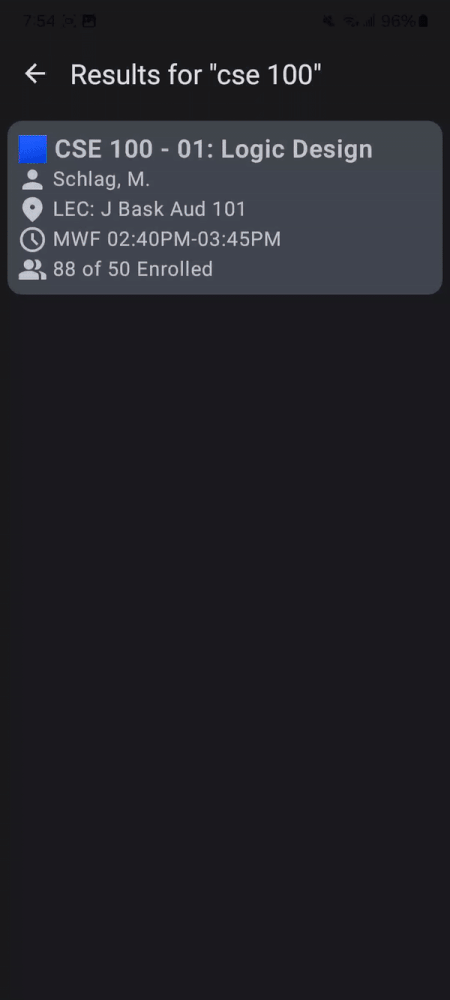 7:54 96%
Results for "cse 100"
CSE 100 - 01: Logic Design
Schlag, M.
LEC: J Bask Aud 101
MWF 02:40PM-03:45PM
88 of 50 Enrolled